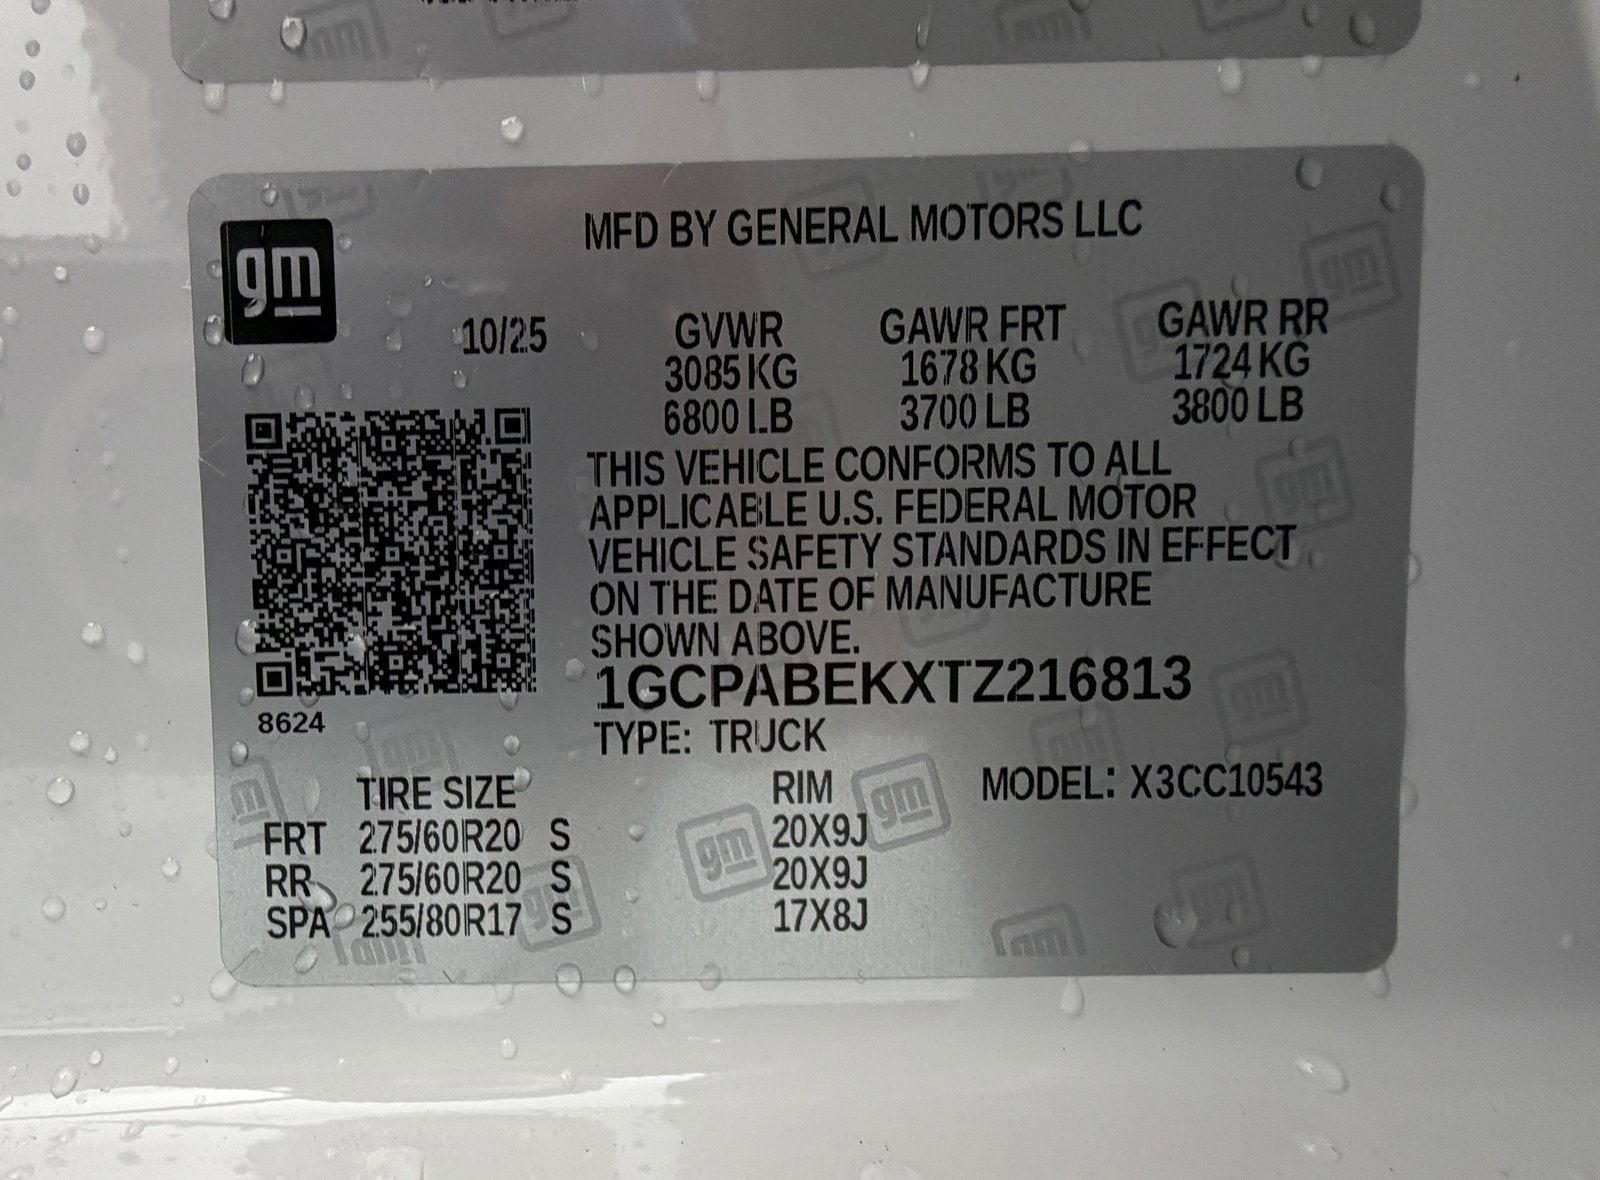 gm
MFD BY GENERAL MOTORS LLC
10/25 GVWR GAWR FRT GAWR RR
3085 KG 1678 KG 1724 KG
6800 LB 3700 LB 3800 LB
THIS VEHICLE CONFORMS TO ALL
APPLICABLE U.S. FEDERAL MOTOR
VEHICLE SAFETY STANDARDS IN EFFECT
ON THE DATE OF MANUFACTURE
SHOWN ABOVE.
1GCPABEKXTZ216813
8624
TYPE: TRUCK
TIRE SIZE RIM MODEL: X3CC10543
FRT 275/60R20 S 20X9J
RR 275/60R20 S 20X9J
SPA 255/80R17 S 17X8J